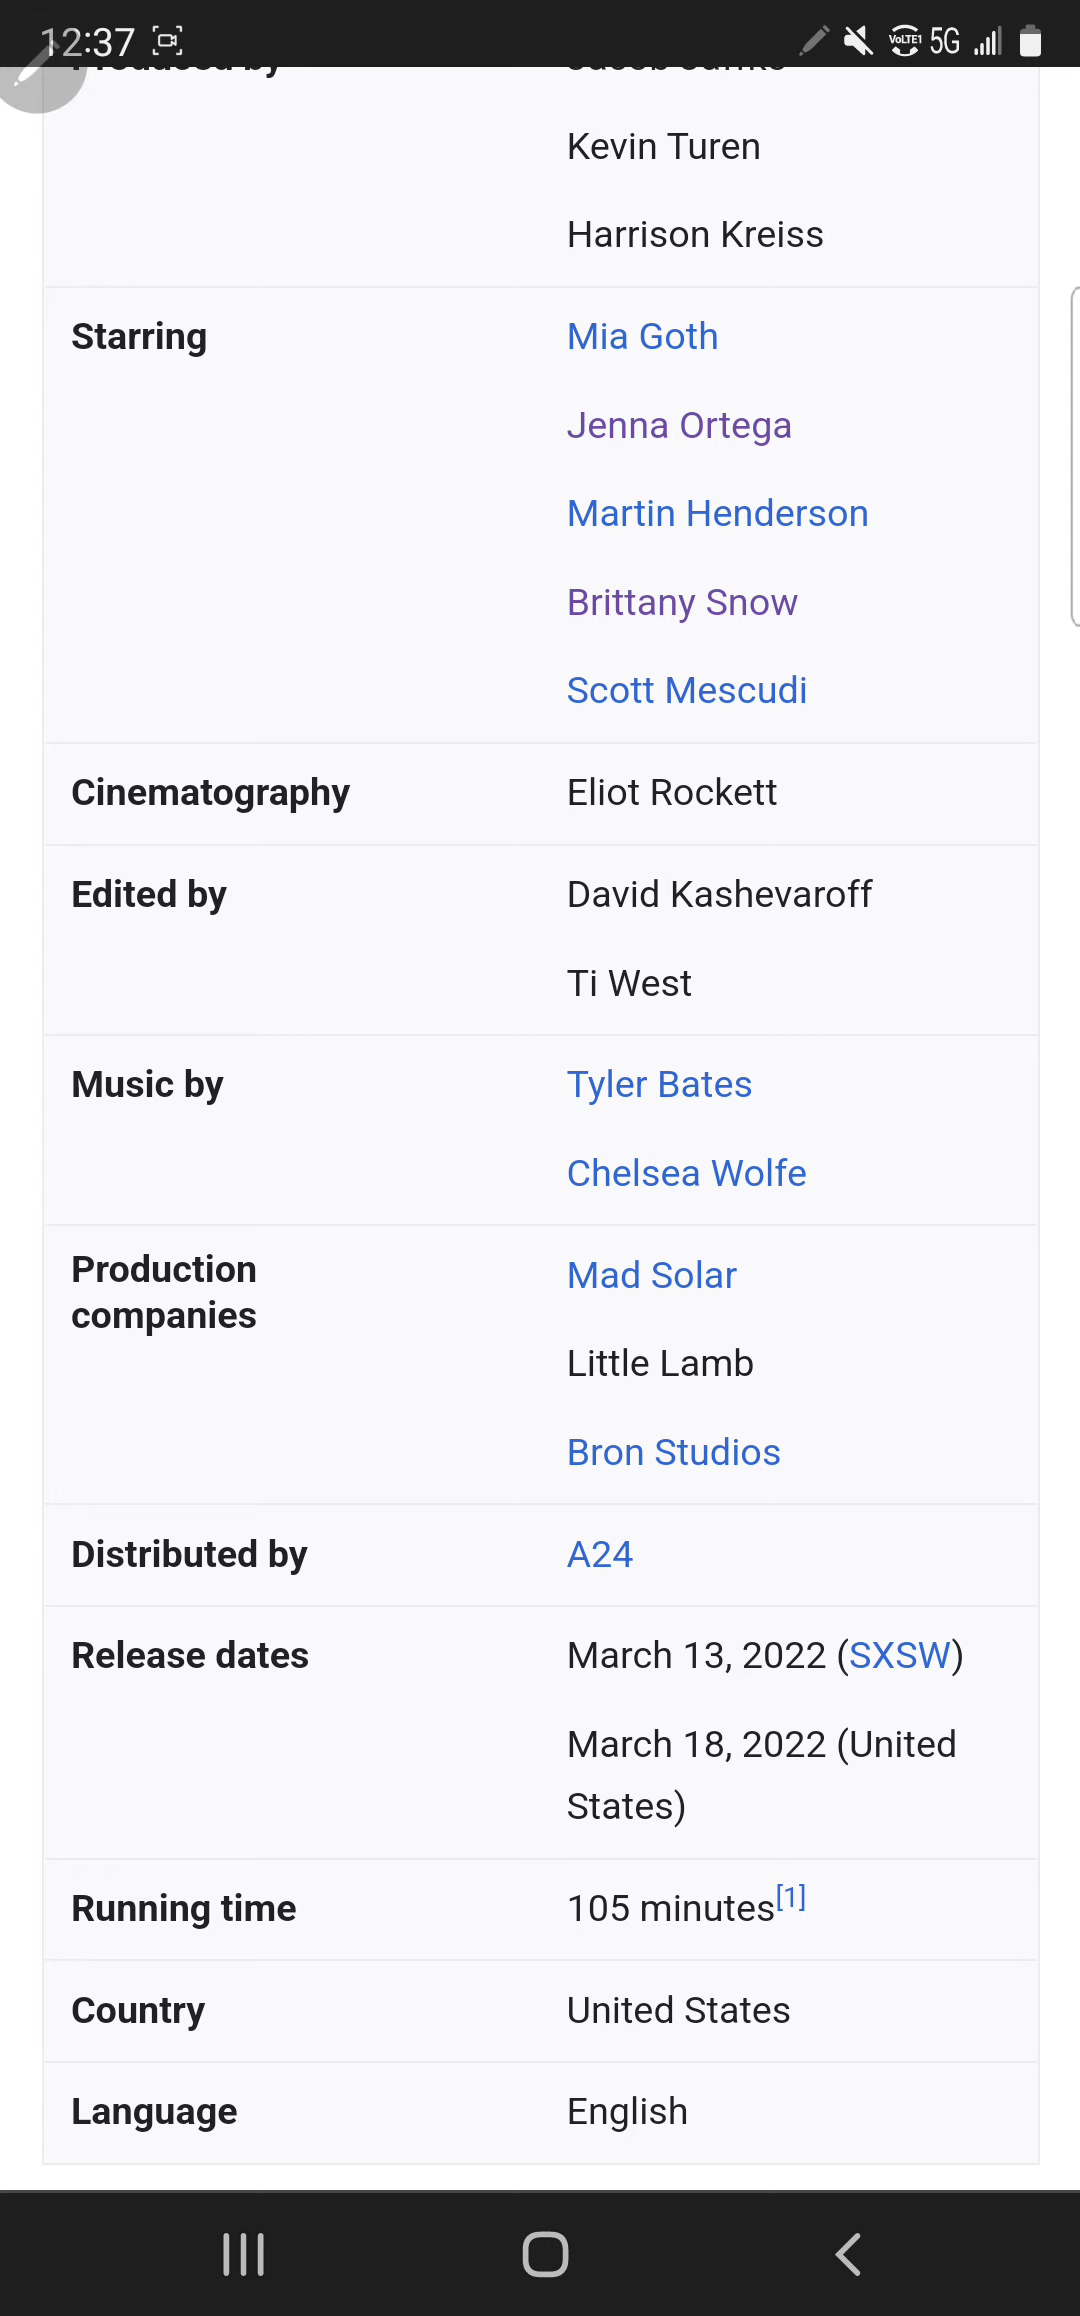 12:37
VoLTE1 5G
Kevin Turen
Harrison Kreiss
Starring
Mia Goth
Jenna Ortega
Martin Henderson
Brittany Snow
Scott Mescudi
Cinematography
Eliot Rockett
Edited by
David Kashevaroff
Ti West
Music by
Tyler Bates
Chelsea Wolfe
Production
companies
Mad Solar
Little Lamb
Bron Studios
Distributed by
A24
Release dates
March 13, 2022 (SXSW)
March 18, 2022 (United
States)
Running time
105 minutes[1]
Country
United States
Language
English